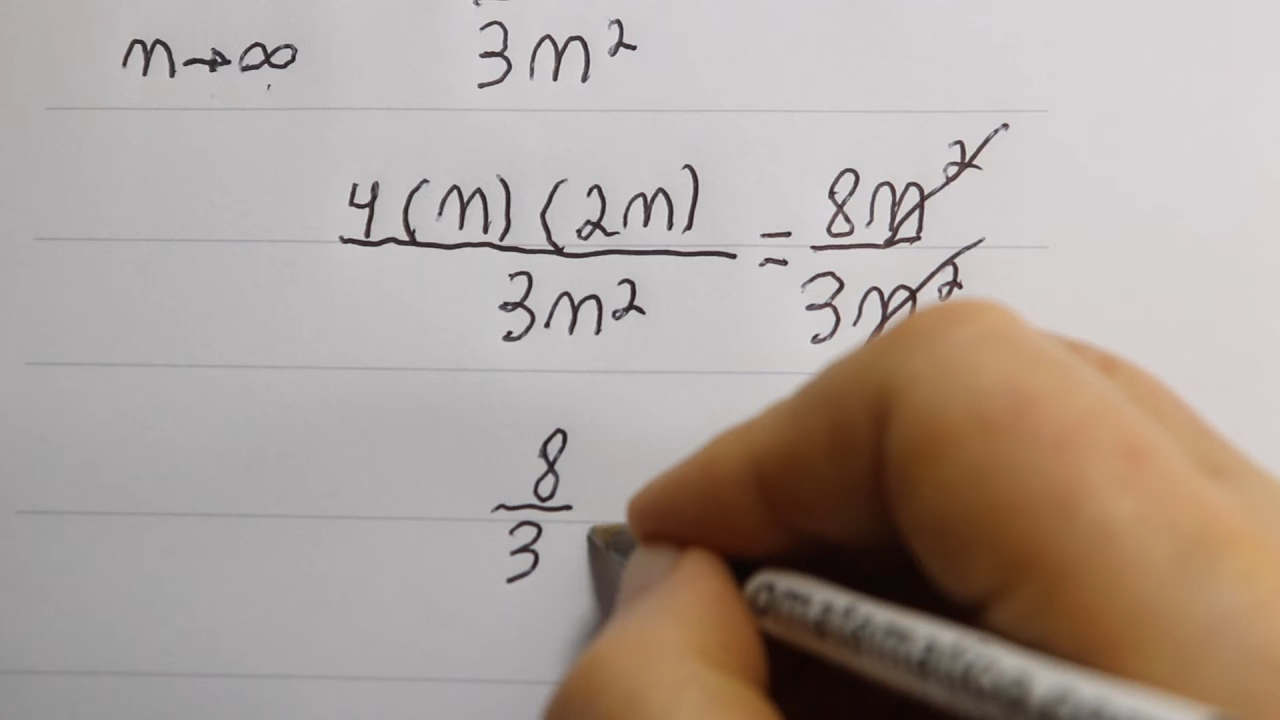 n→∞ 3n²
4(n)(2n) / 3n² = 8n² / 3n²
8 / 3